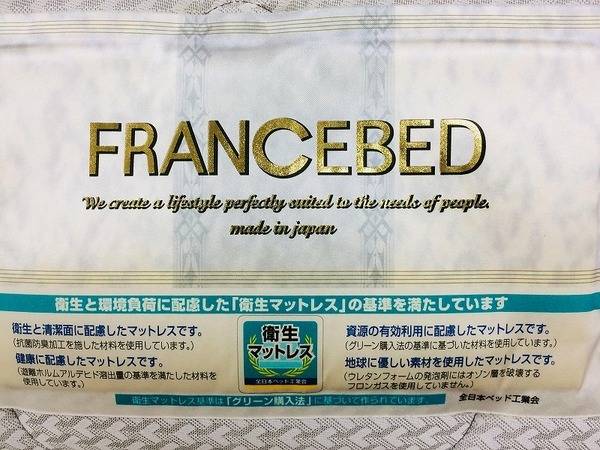 FRANCEBED
We create a lifestyle perfectly suited to the needs of people.
made in japan
衛生と環境負荷に配慮した「衛生マットレス」の基準を満たしています
衛生と清潔面に配慮したマットレスです。
(抗菌防臭加工を施した材料を使用しています。)
健康に配慮したマットレスです。
(遊離ホルムアルデヒド溶出量の基準を満たした材料を
使用しています。)
衛生
マットレス
全日本ベッド工業会
資源の有効利用に配慮したマットレスです。
(グリーン購入法の基準に基づいた材料を使用しています。)
地球に優しい素材を使用したマットレスです。
(ウレタンフォームの発泡剤にはオゾン層を破壊する
フロンガスを使用していません。)
衛生マットレス基準は「グリーン購入法」に基づいて作られています。
全日本ベッド工業会